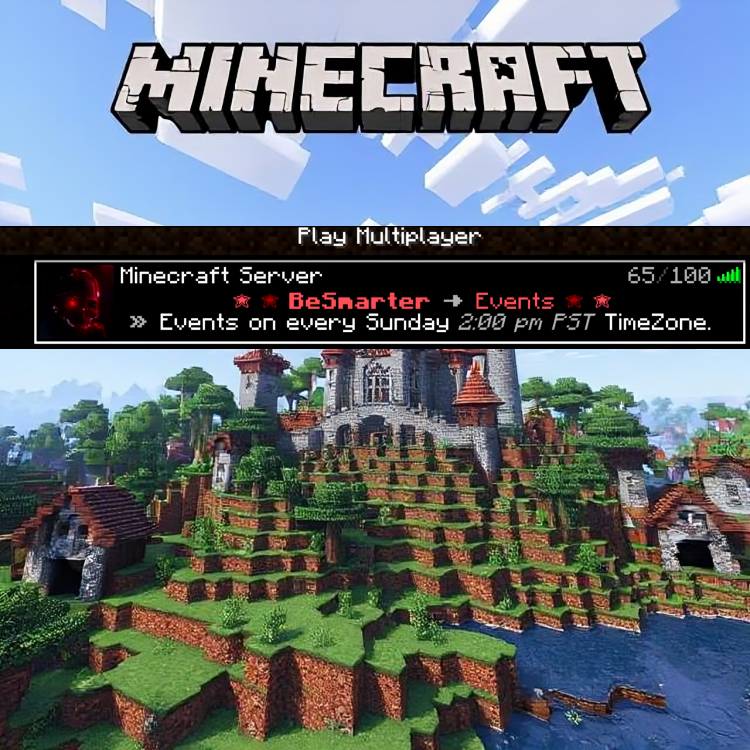 MINECRAFT
Play Multiplayer
Minecraft Server 65/100
★ ★ BeSmarter → Events ★ ★
» Events on every Sunday 2:00 pm PST TimeZone.